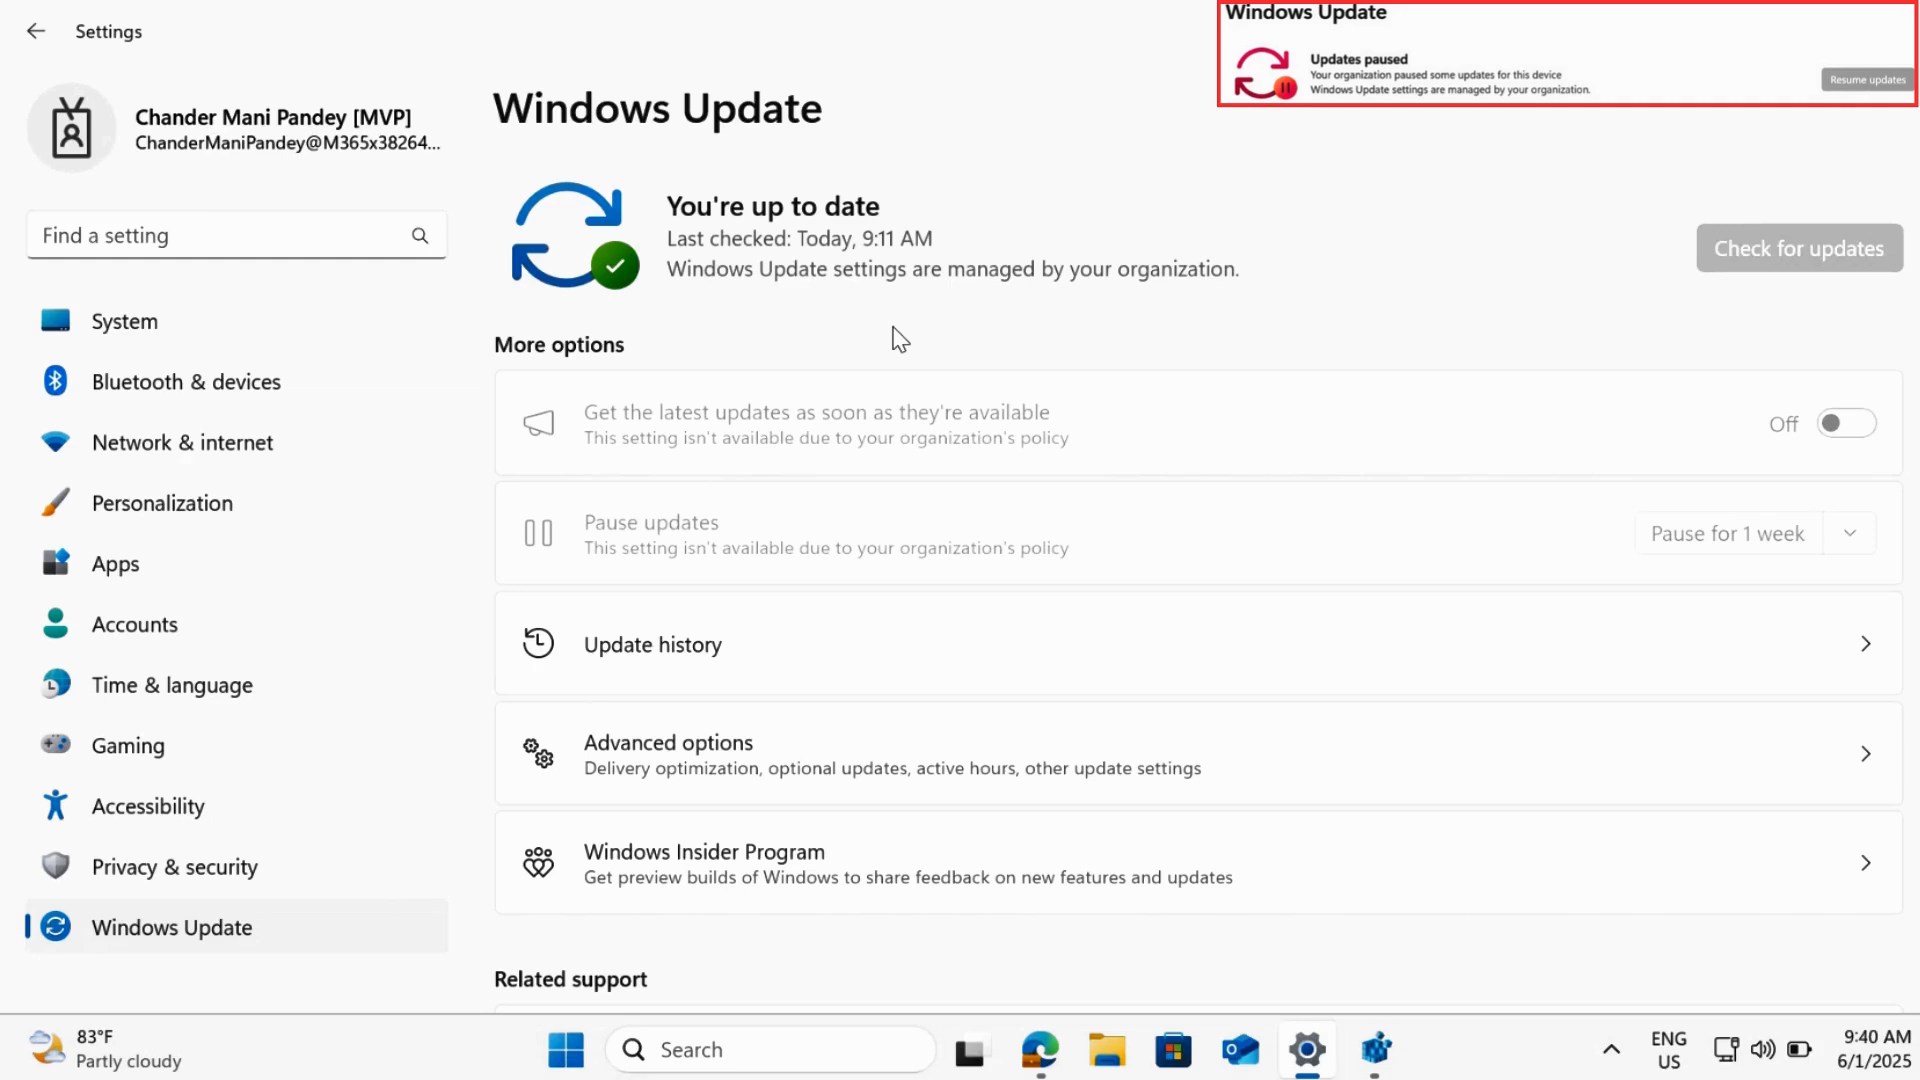 Settings
Chander Mani Pandey [MVP]
ChanderManiPandey@M365x38264...
Find a setting
System
Bluetooth & devices
Network & internet
Personalization
Apps
Accounts
Time & language
Gaming
Accessibility
Privacy & security
Windows Update
Windows Update
Updates paused
Your organization paused some updates for this device
Windows Update settings are managed by your organization.
Resume updates
Windows Update
You're up to date
Last checked: Today, 9:11 AM
Windows Update settings are managed by your organization.
Check for updates
More options
Get the latest updates as soon as they're available
This setting isn't available due to your organization's policy
Off
Pause updates
This setting isn't available due to your organization's policy
Pause for 1 week
Update history
Advanced options
Delivery optimization, optional updates, active hours, other update settings
Windows Insider Program
Get preview builds of Windows to share feedback on new features and updates
Related support
83°F
Partly cloudy
Search
ENG
US
9:40 AM
6/1/2025